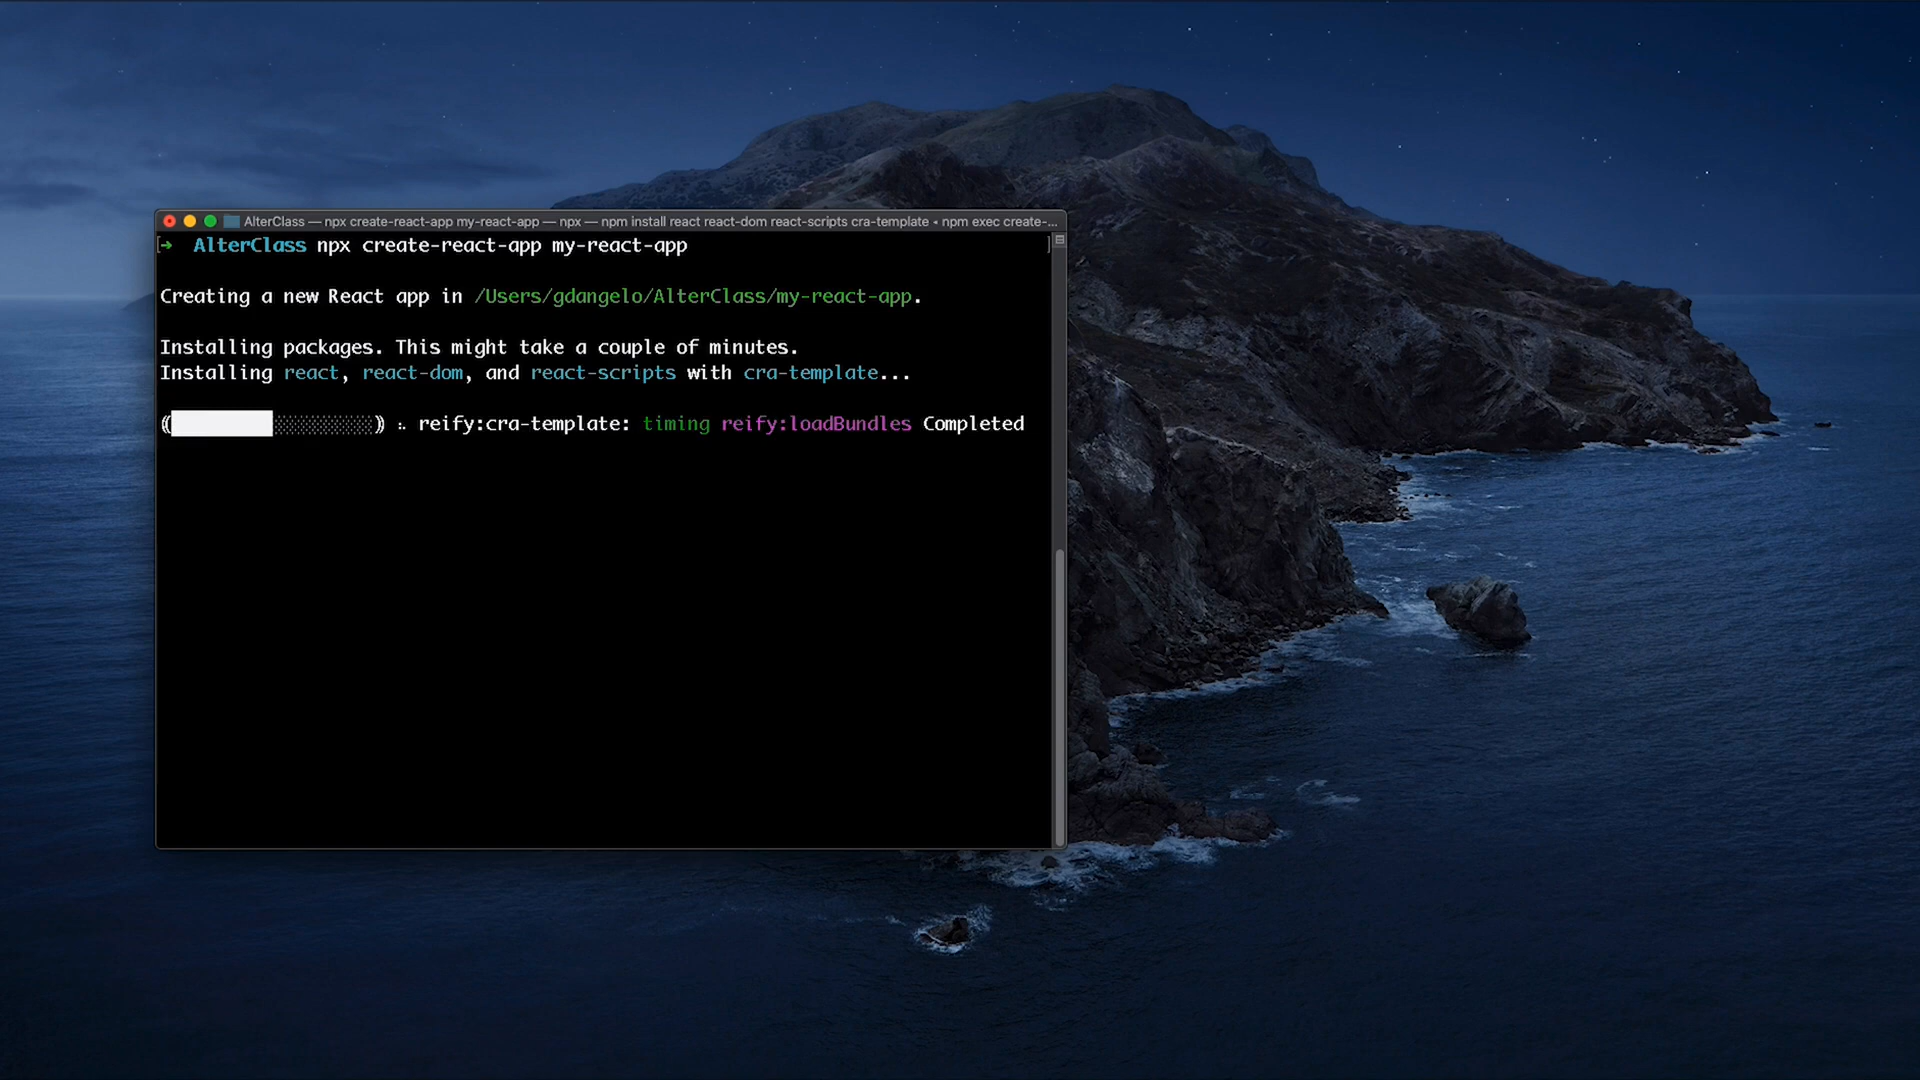 AlterClass — npx create-react-app my-react-app — npx — npm install react react-dom react-scripts cra-template ◂ npm exec create-...
[➜  AlterClass npx create-react-app my-react-app ]
Creating a new React app in /Users/gdangelo/AlterClass/my-react-app.
Installing packages. This might take a couple of minutes.
Installing react, react-dom, and react-scripts with cra-template...
(██████████░░░░░░░░░░) ⠦ reify:cra-template: timing reify:loadBundles Completed